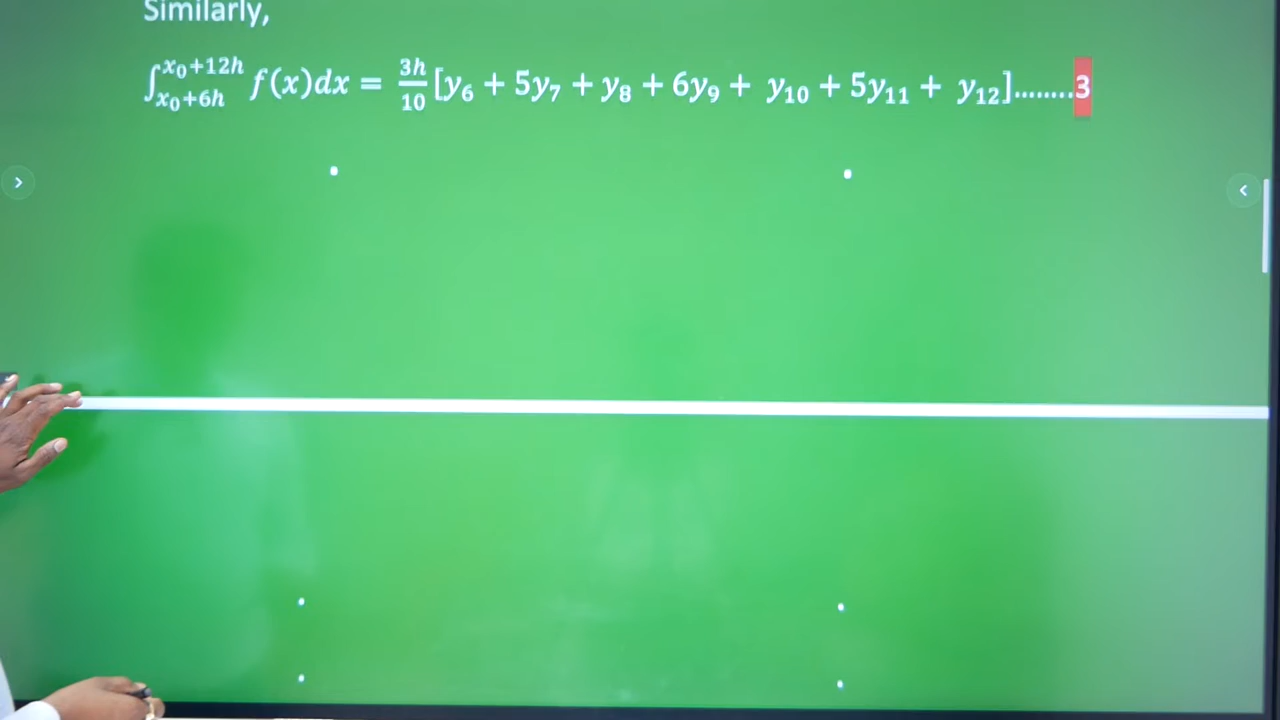 Similarly,
∫_{x₀+6h}^{x₀+12h} f(x)dx = 3h/10 [y₆ + 5y₇ + y₈ + 6y₉ + y₁₀ + 5y₁₁ + y₁₂]........3